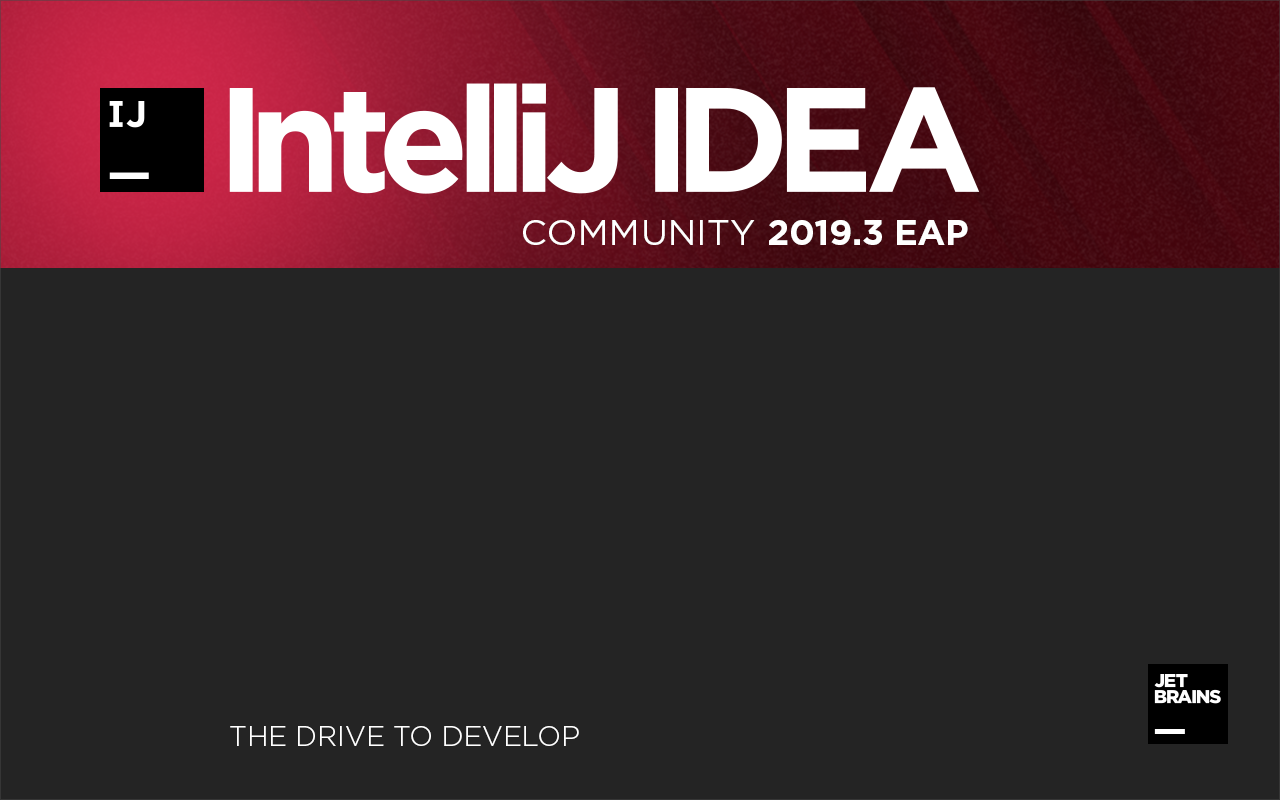 IJ
IntelliJ IDEA
COMMUNITY 2019.3 EAP
THE DRIVE TO DEVELOP
JET
BRAINS